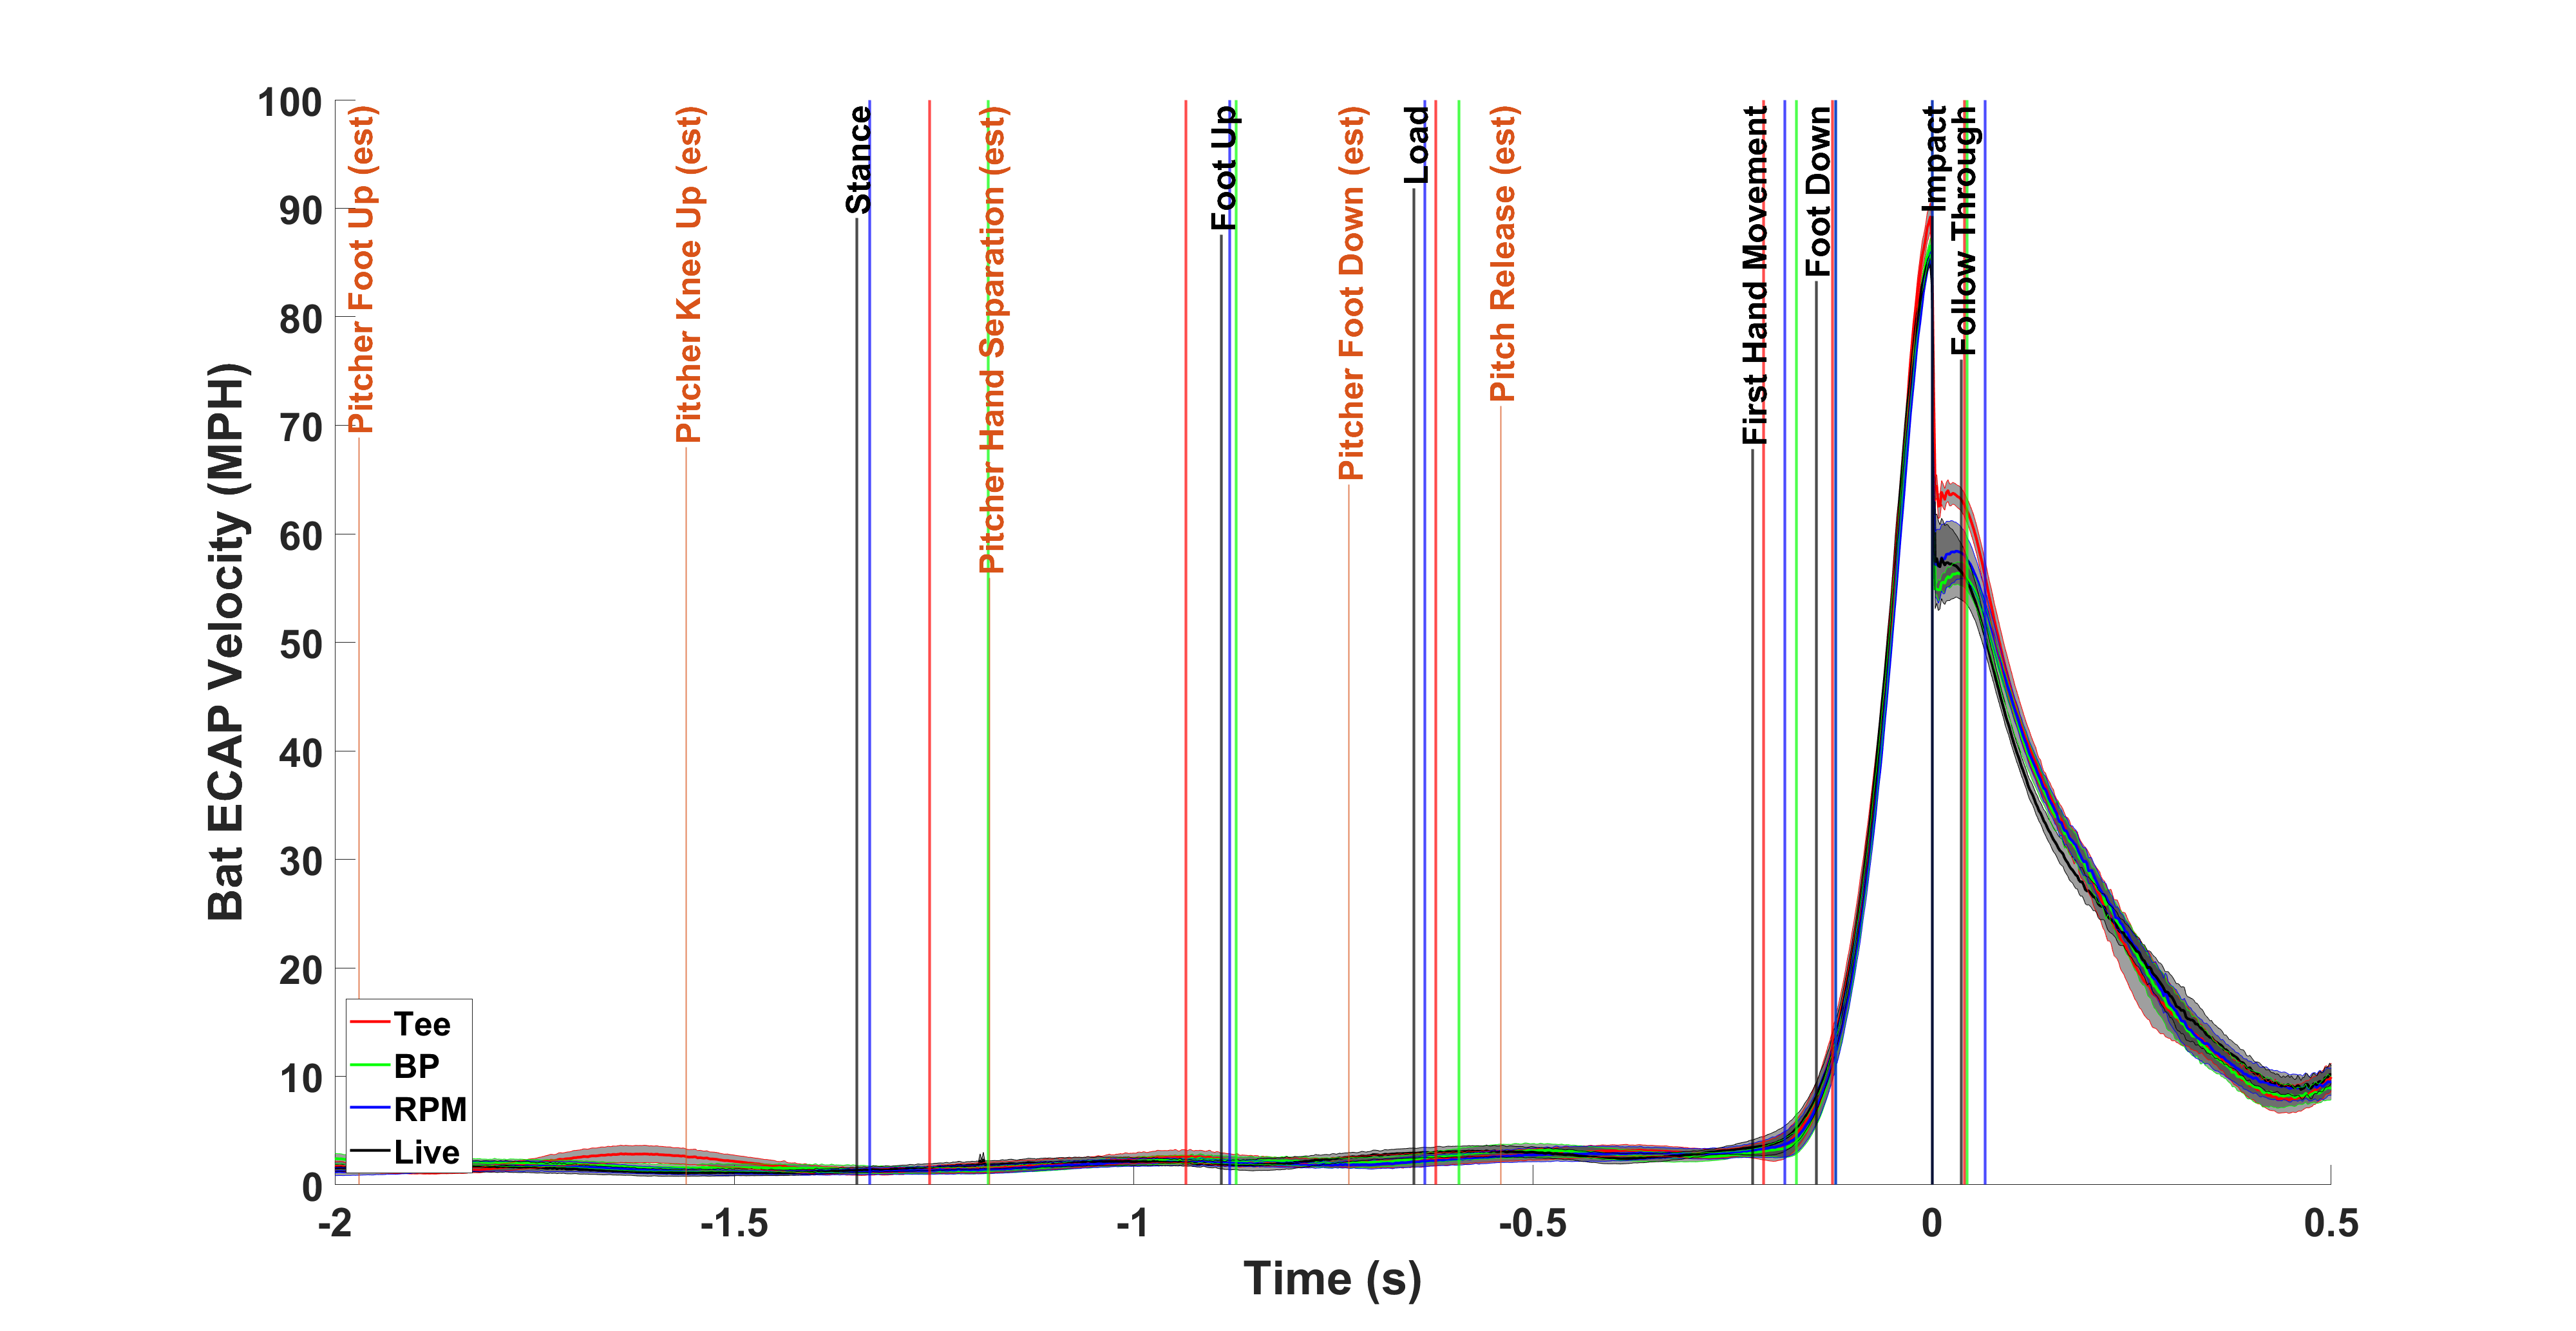 Bat ECAP Velocity (MPH)
100
90
80
70
60
50
40
30
20
10
0
Pitcher Foot Up (est)
Pitcher Knee Up (est)
Stance
Pitcher Hand Separation (est)
Foot Up
Pitcher Foot Down (est)
Load
Pitch Release (est)
First Hand Movement
Foot Down
Impact
Follow Through
Tee
BP
RPM
Live
-2
-1.5
-1
-0.5
0
0.5
Time (s)